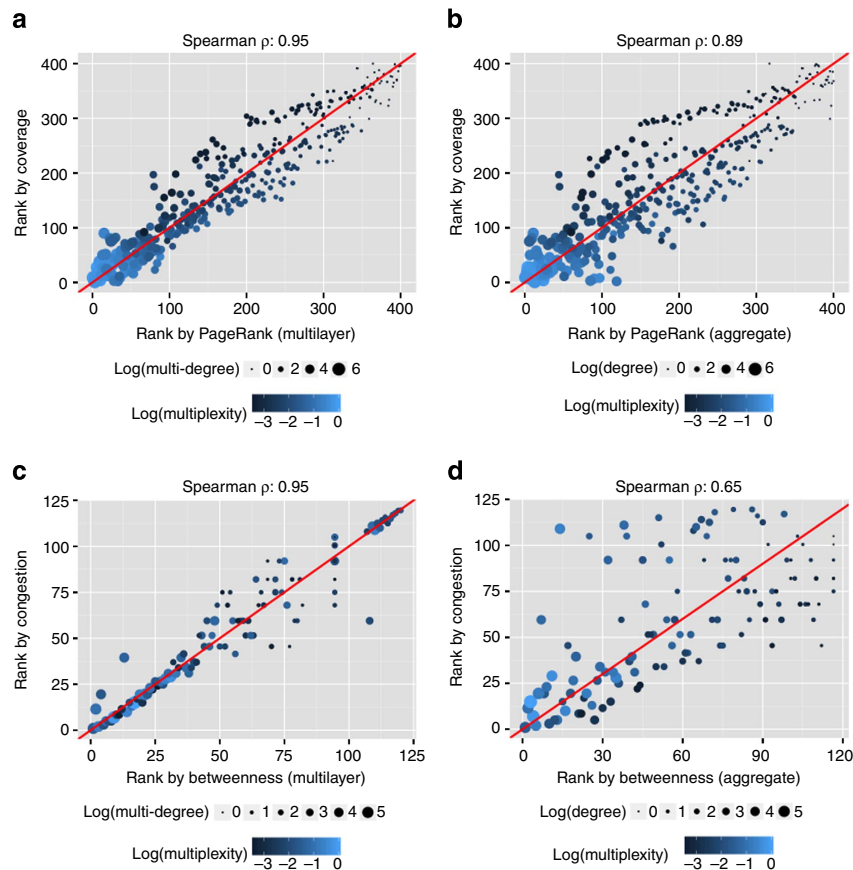 a
Spearman ρ: 0.95
400
300
200
100
0
Rank by coverage
0 100 200 300 400
Rank by PageRank (multilayer)
Log(multi-degree) 0 2 4 6
Log(multiplexity)
−3 −2 −1 0
b
Spearman ρ: 0.89
400
300
200
100
0
Rank by coverage
0 100 200 300 400
Rank by PageRank (aggregate)
Log(degree) 0 2 4 6
Log(multiplexity)
−3 −2 −1 0
c
Spearman ρ: 0.95
125
100
75
50
25
0
Rank by congestion
0 25 50 75 100 125
Rank by betweenness (multilayer)
Log(multi-degree) 0 1 2 3 4 5
Log(multiplexity)
−3 −2 −1 0
d
Spearman ρ: 0.65
125
100
75
50
25
0
Rank by congestion
0 30 60 90 120
Rank by betweenness (aggregate)
Log(degree) 0 1 2 3 4 5
Log(multiplexity)
−3 −2 −1 0